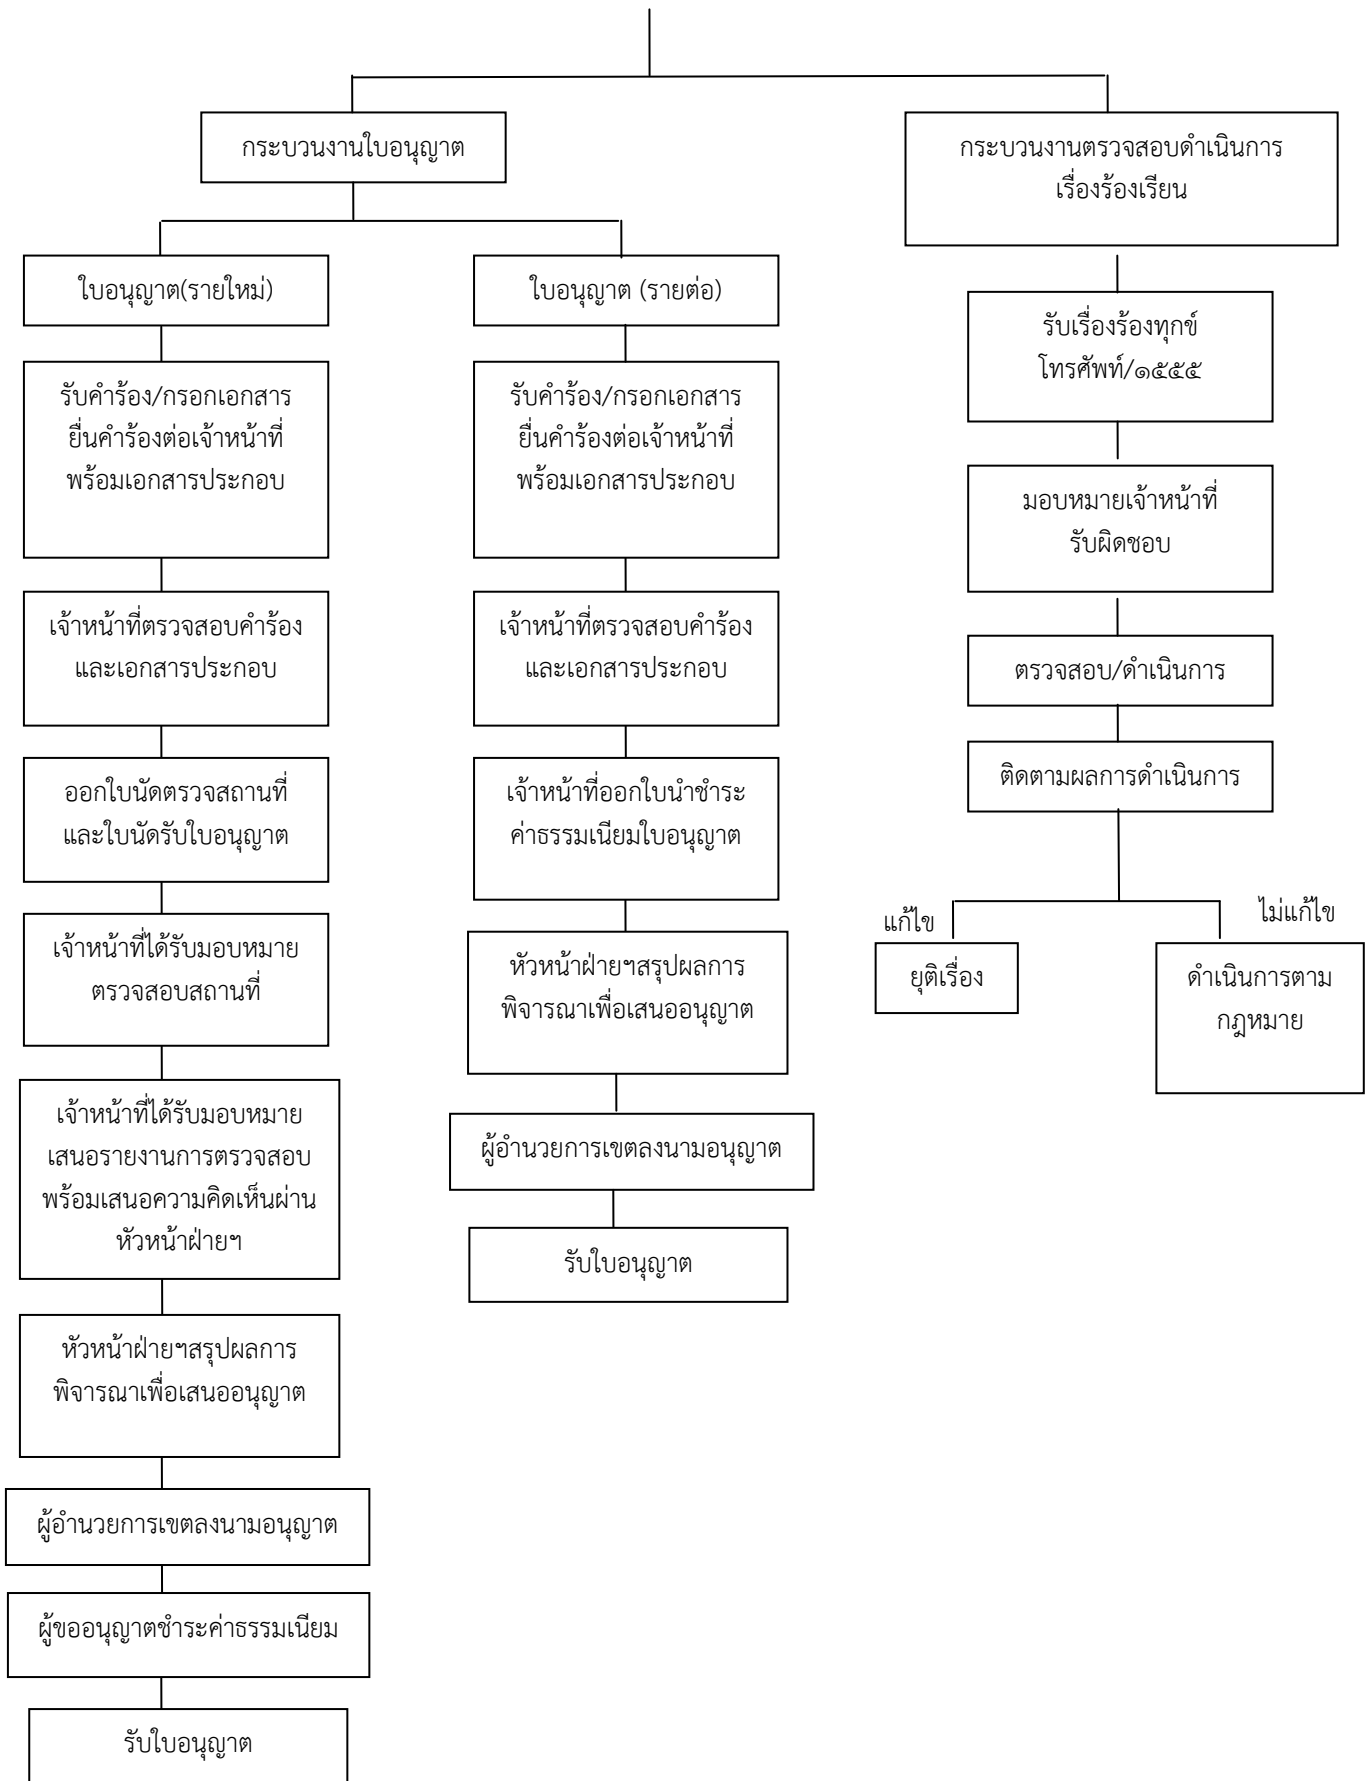 กระบวนงานใบอนุญาต
กระบวนงานตรวจสอบดำเนินการ
เรื่องร้องเรียน
ใบอนุญาต(รายใหม่)
รับคำร้อง/กรอกเอกสาร
ยื่นคำร้องต่อเจ้าหน้าที่
พร้อมเอกสารประกอบ
เจ้าหน้าที่ตรวจสอบคำร้อง
และเอกสารประกอบ
ออกใบนัดตรวจสถานที่
และใบนัดรับใบอนุญาต
เจ้าหน้าที่ได้รับมอบหมาย
ตรวจสอบสถานที่
เจ้าหน้าที่ได้รับมอบหมาย
เสนอรายงานการตรวจสอบ
พร้อมเสนอความคิดเห็นผ่าน
หัวหน้าฝ่ายฯ
หัวหน้าฝ่ายฯสรุปผลการ
พิจารณาเพื่อเสนออนุญาต
ผู้อำนวยการเขตลงนามอนุญาต
ผู้ขออนุญาตชำระค่าธรรมเนียม
รับใบอนุญาต
ใบอนุญาต (รายต่อ)
รับคำร้อง/กรอกเอกสาร
ยื่นคำร้องต่อเจ้าหน้าที่
พร้อมเอกสารประกอบ
เจ้าหน้าที่ตรวจสอบคำร้อง
และเอกสารประกอบ
เจ้าหน้าที่ออกใบนำชำระ
ค่าธรรมเนียมใบอนุญาต
หัวหน้าฝ่ายฯสรุปผลการ
พิจารณาเพื่อเสนออนุญาต
ผู้อำนวยการเขตลงนามอนุญาต
รับใบอนุญาต
รับเรื่องร้องทุกข์
โทรศัพท์/๑๕๕๕
มอบหมายเจ้าหน้าที่
รับผิดชอบ
ตรวจสอบ/ดำเนินการ
ติดตามผลการดำเนินการ
แก้ไข
ยุติเรื่อง
ไม่แก้ไข
ดำเนินการตาม
กฎหมาย